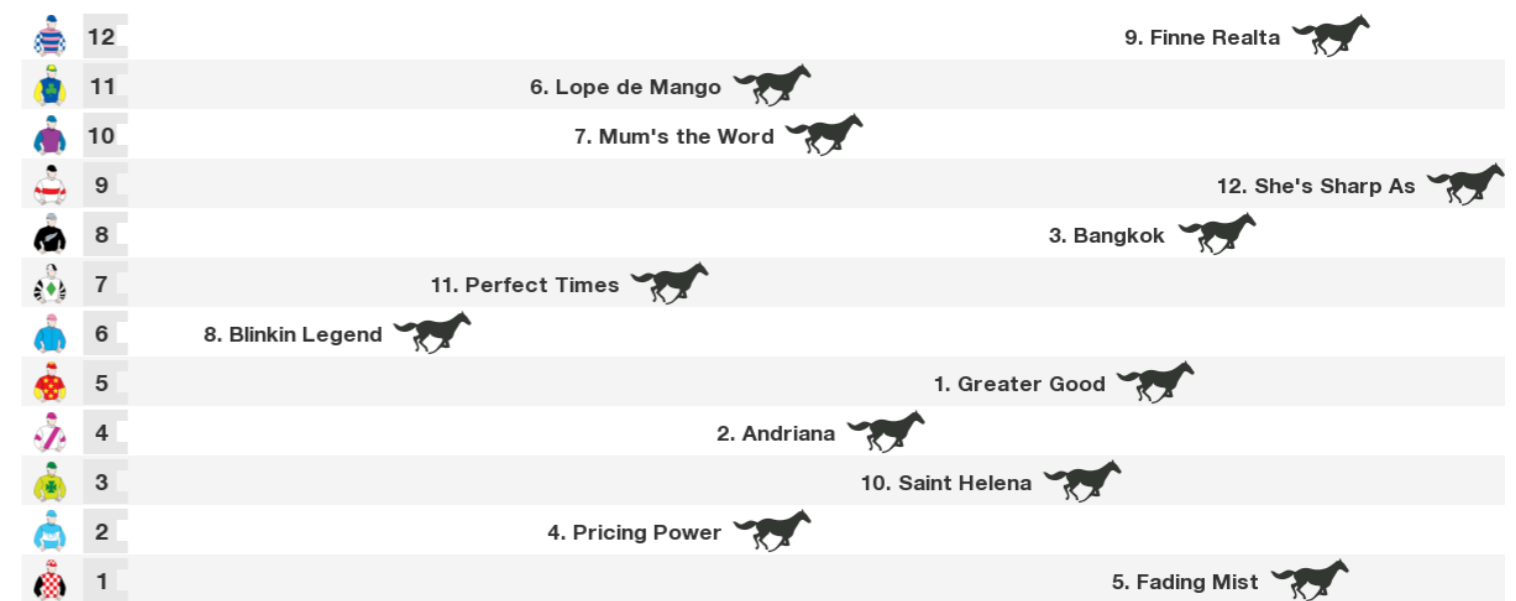 12 9. Finne Realta
11 6. Lope de Mango
10 7. Mum's the Word
9 12. She's Sharp As
8 3. Bangkok
7 11. Perfect Times
6 8. Blinkin Legend
5 1. Greater Good
4 2. Andriana
3 10. Saint Helena
2 4. Pricing Power
1 5. Fading Mist